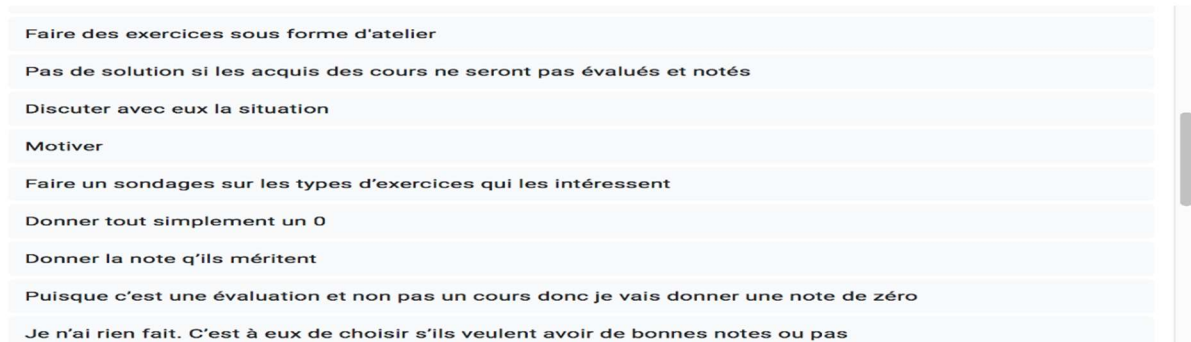 Faire des exercices sous forme d'atelier
Pas de solution si les acquis des cours ne seront pas évalués et notés
Discuter avec eux la situation
Motiver
Faire un sondages sur les types d’exercices qui les intéressent
Donner tout simplement un 0
Donner la note q’ils méritent
Puisque c’est une évaluation et non pas un cours donc je vais donner une note de zéro
Je n’ai rien fait. C’est à eux de choisir s’ils veulent avoir de bonnes notes ou pas